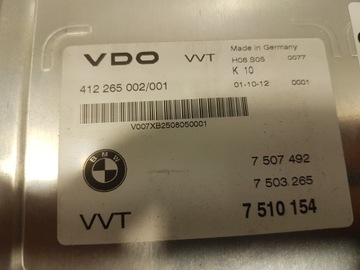 VDO VVT Made in Germany
H08 S05 0077
K 10
412 265 002/001 01-10-12 0001
V007XB2508050001
BMW
7 507 492
7 503 265
VVT 7 510 154